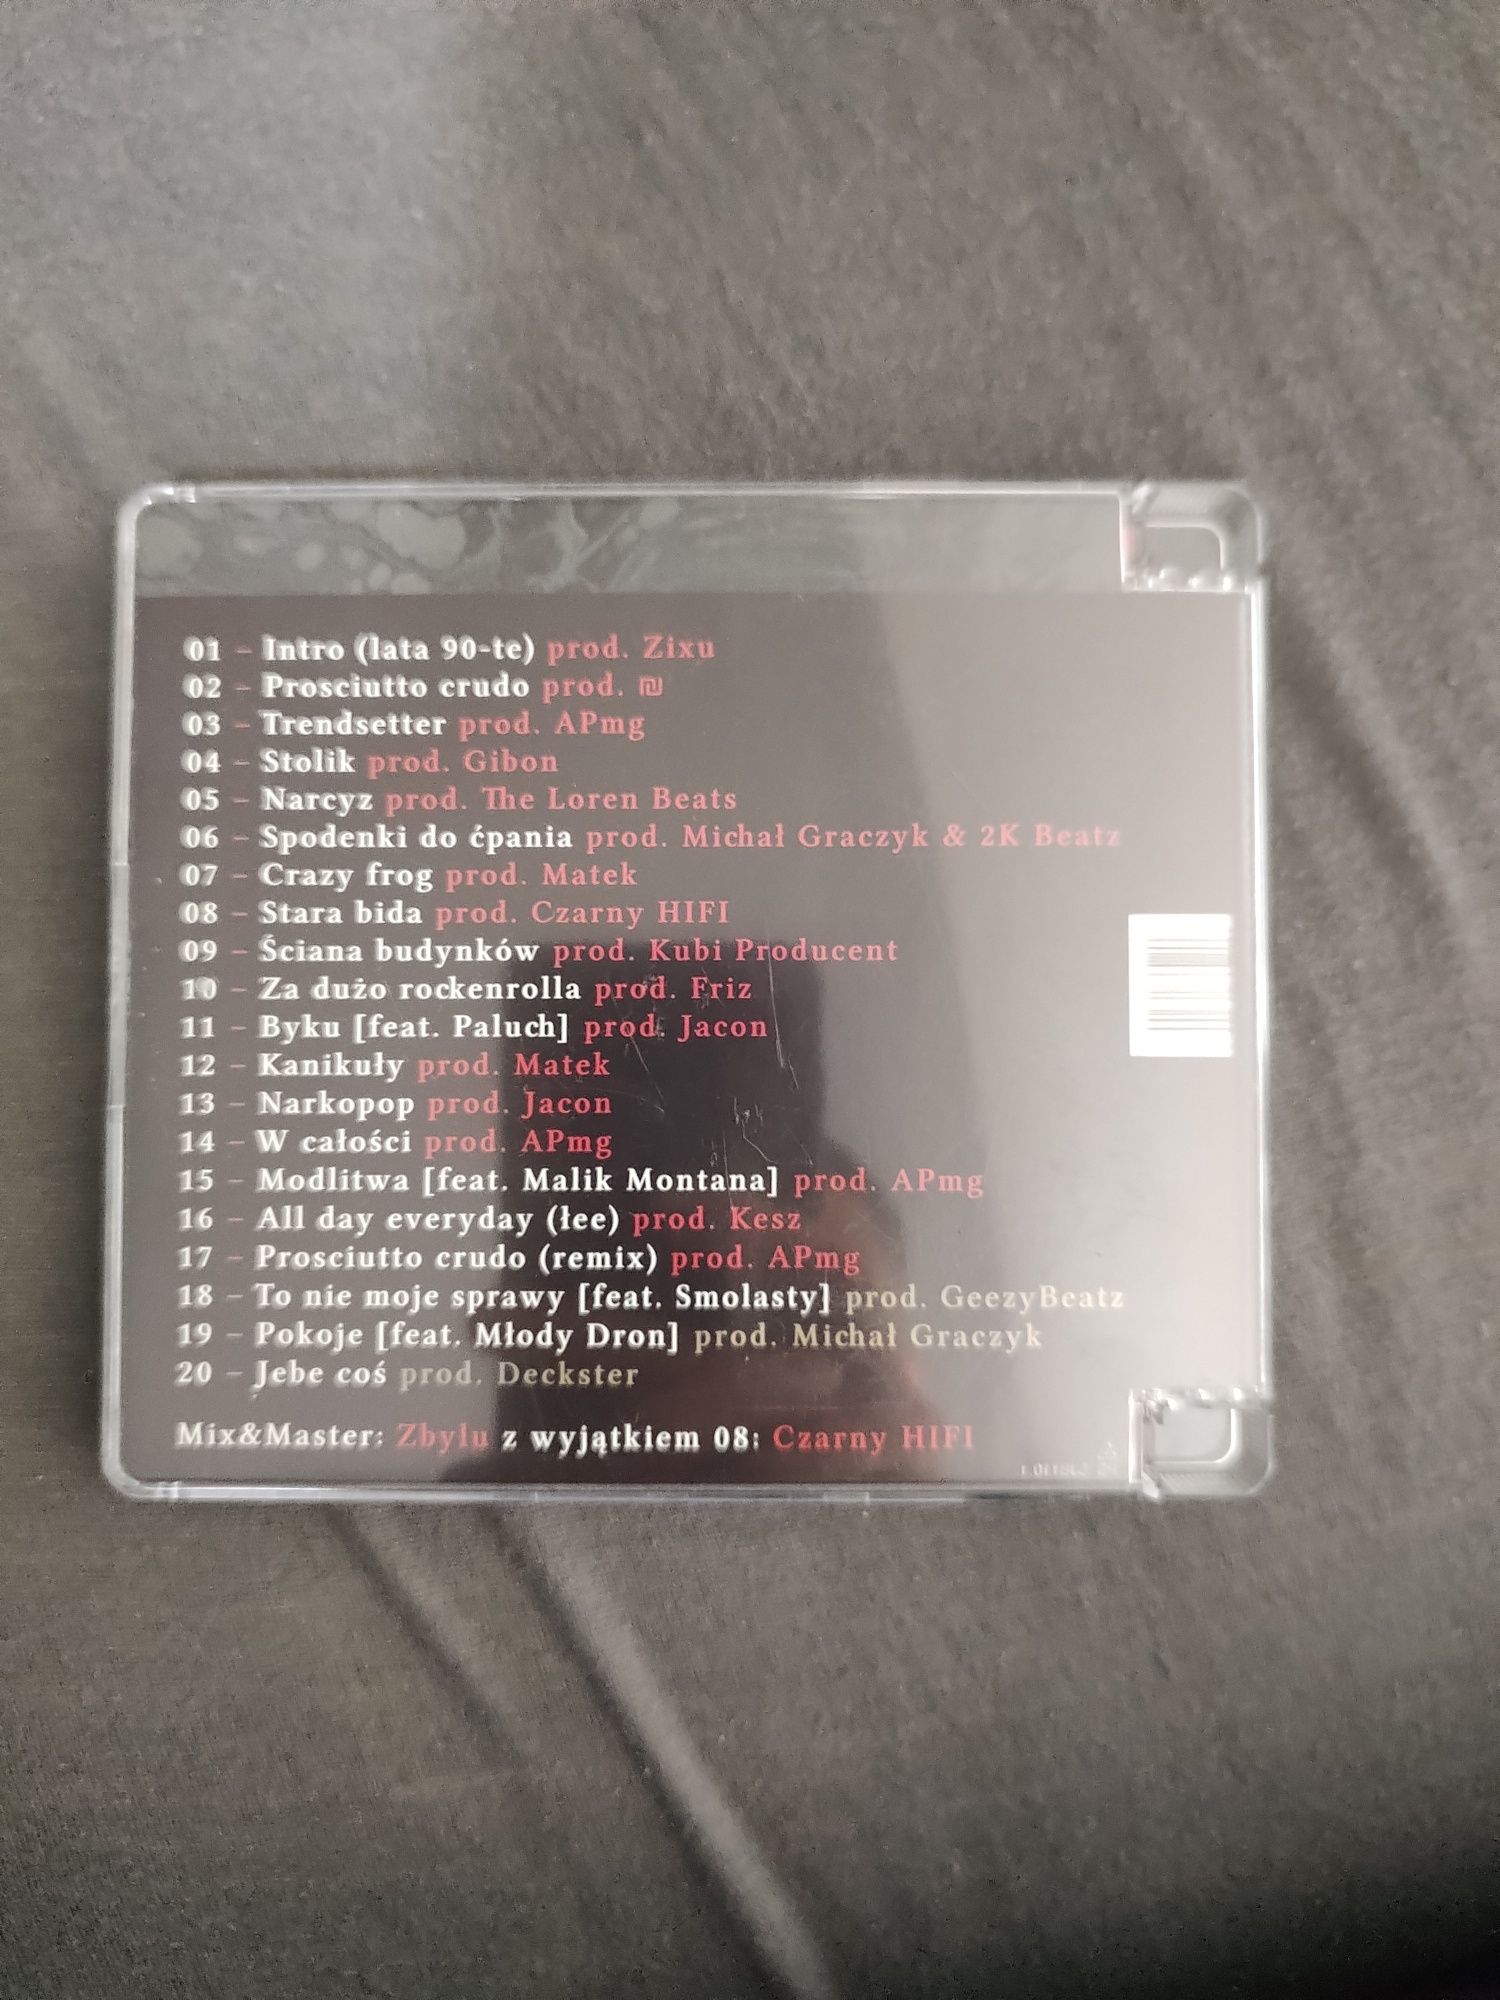 01 – Intro (lata 90-te) prod. Zixu
02 – Prosciutto crudo prod. ₪
03 – Trendsetter prod. APmg
04 – Stolik prod. Gibon
05 – Narcyz prod. The Loren Beats
06 – Spodenki do ćpania prod. Michał Graczyk & 2K Beatz
07 – Crazy frog prod. Matek
08 – Stara bida prod. Czarny HIFI
09 – Ściana budynków prod. Kubi Producent
10 – Za dużo rockenrolla prod. Friz
11 – Byku [feat. Paluch] prod. Jacon
12 – Kanikuły prod. Matek
13 – Narkopop prod. Jacon
14 – W całości prod. APmg
15 – Modlitwa [feat. Malik Montana] prod. APmg
16 – All day everyday (łee) prod. Kesz
17 – Prosciutto crudo (remix) prod. APmg
18 – To nie moje sprawy [feat. Smolasty] prod. GeezyBeatz
19 – Pokoje [feat. Młody Dron] prod. Michał Graczyk
20 – Jebe coś prod. Deckster
Mix&Master: Zbylu z wyjątkiem 08: Czarny HIFI